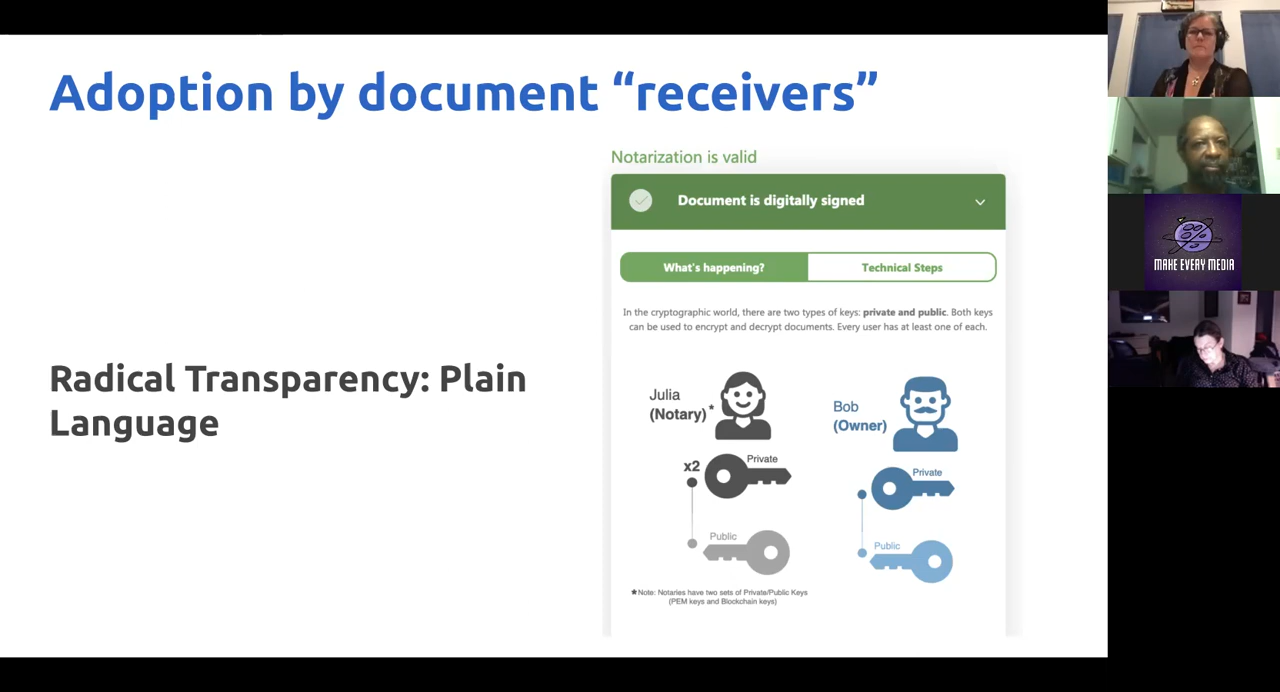 Adoption by document “receivers”
Radical Transparency: Plain
Language
Notarization is valid
Document is digitally signed
What's happening?
Technical Steps
In the cryptographic world, there are two types of keys: private and public. Both keys
can be used to encrypt and decrypt documents. Every user has at least one of each.
Julia
(Notary)*
Bob
(Owner)
x2
Private
Private
Public
Public
*Note: Notaries have two sets of Private/Public Keys
(PEM keys and Blockchain keys)
MAKE EVERY MEDIA